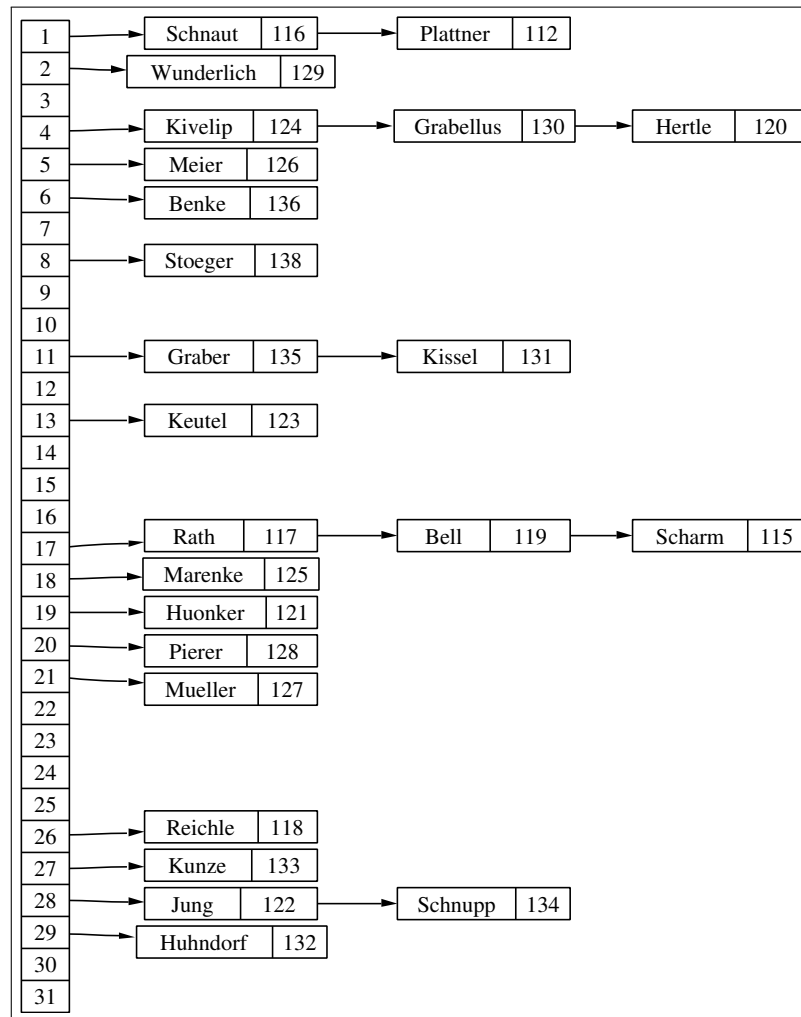 1 Schnaut 116 Plattner 112
2 Wunderlich 129
3
4 Kivelip 124 Grabellus 130 Hertle 120
5 Meier 126
6 Benke 136
7
8 Stoeger 138
9
10
11 Graber 135 Kissel 131
12
13 Keutel 123
14
15
16
17 Rath 117 Bell 119 Scharm 115
18 Marenke 125
19 Huonker 121
20 Pierer 128
21 Mueller 127
22
23
24
25
26 Reichle 118
27 Kunze 133
28 Jung 122 Schnupp 134
29 Huhndorf 132
30
31